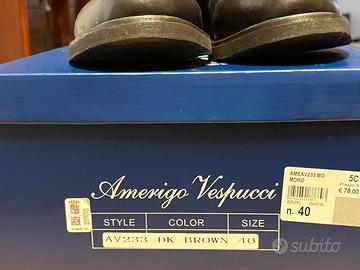 Amerigo Vespucci
STYLE COLOR SIZE
AV233 DK BROWN 40
AMEAV233.MO 5C
MORO
€ 78,00
n. 40
subito